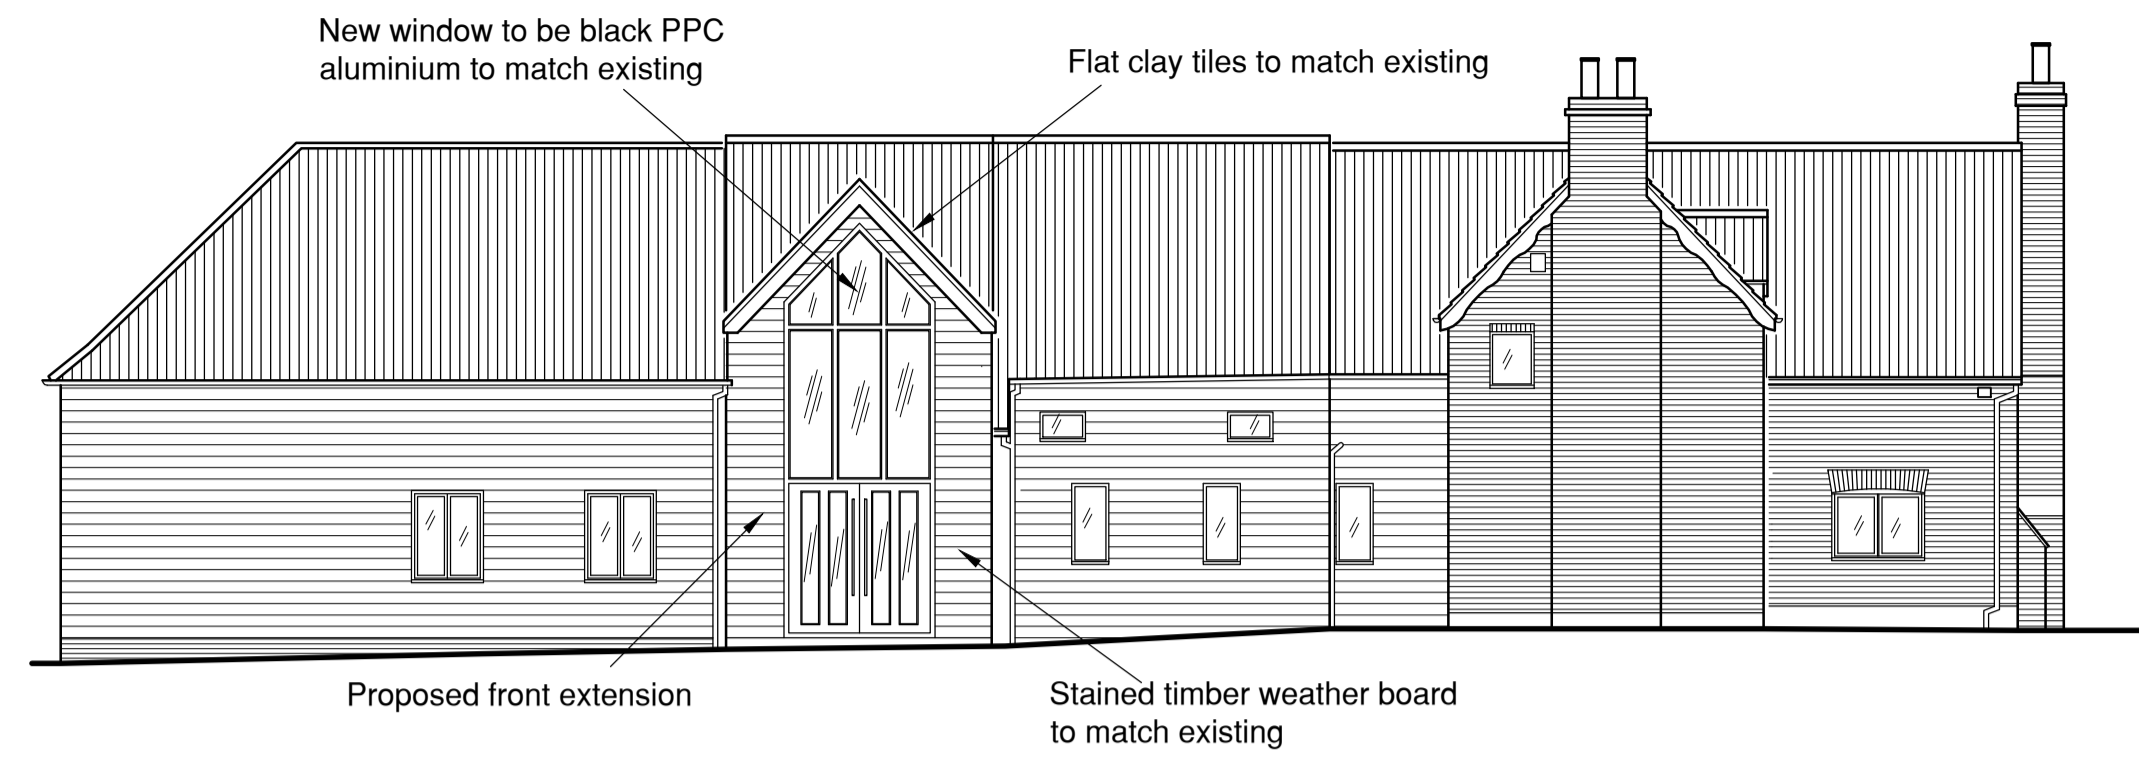 New window to be black PPC
aluminium to match existing
Flat clay tiles to match existing
Proposed front extension
Stained timber weather board
to match existing